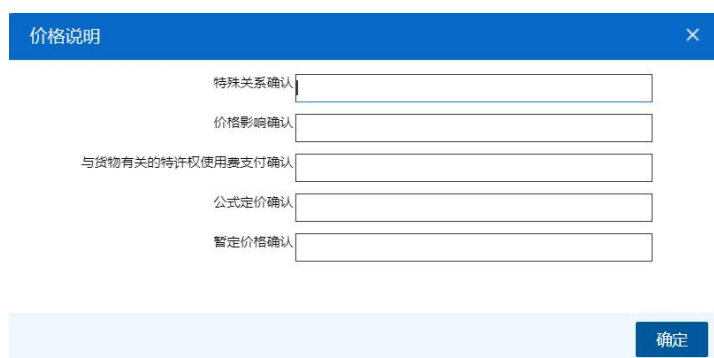 价格说明
特殊关系确认
价格影响确认
与货物有关的特许权使用费支付确认
公式定价确认
暂定价格确认
确定